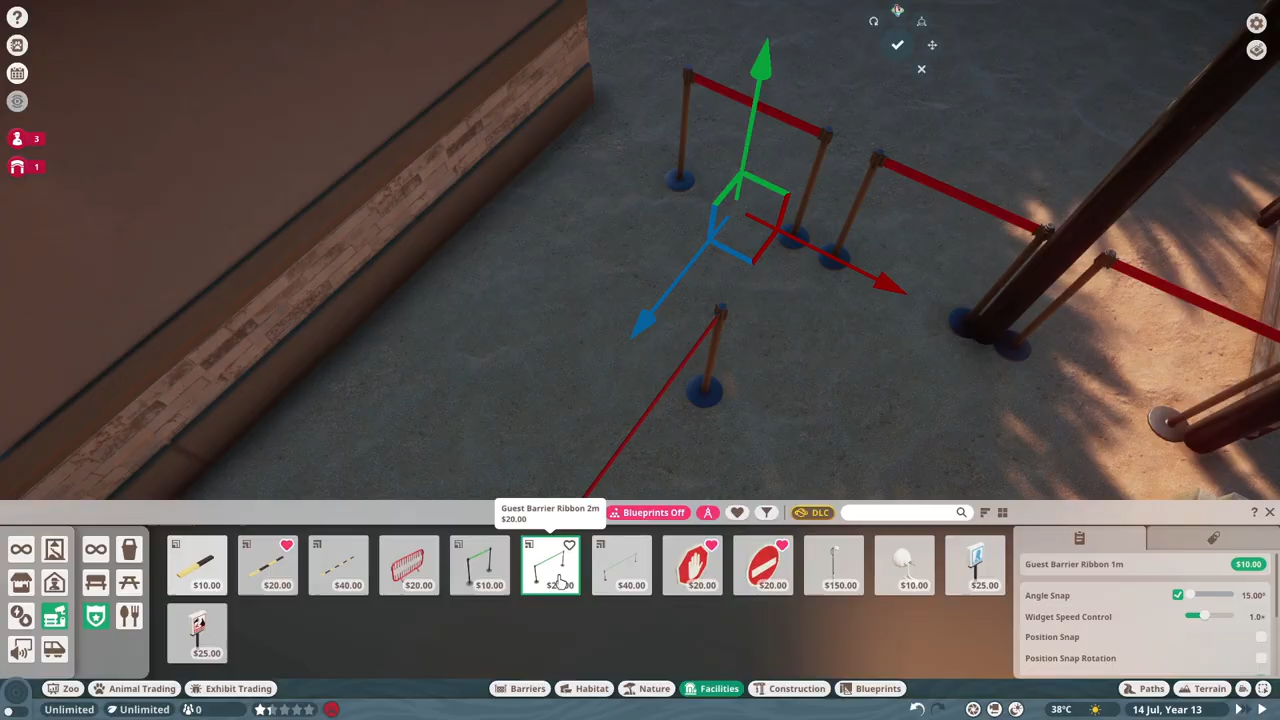 ?
3
1
Guest Barrier Ribbon 2m
$20.00
Blueprints Off
DLC
? ×
$10.00
$20.00
$40.00
$20.00
$10.00
$40.00
$20.00
$20.00
$150.00
$10.00
$25.00
$25.00
Guest Barrier Ribbon 1m
$10.00
Angle Snap
15.00°
Widget Speed Control
1.0×
Position Snap
Position Snap Rotation
Zoo
Animal Trading
Exhibit Trading
Barriers
Habitat
Nature
Facilities
Construction
Blueprints
Paths
Terrain
Unlimited
Unlimited
0
38°C
14 Jul, Year 13